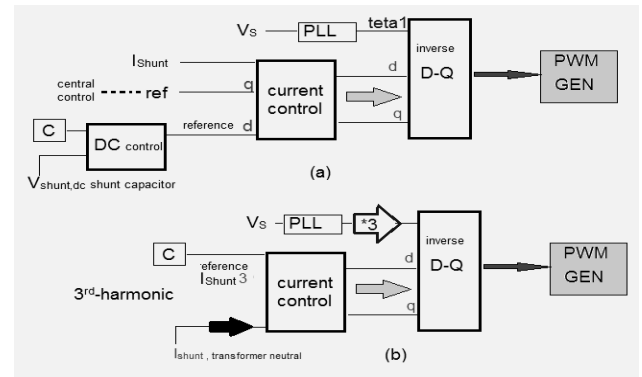 Vs PLL teta1
inverse
D-Q
PWM
GEN
IShunt
central
control ref
q
current
control
d
q
C
DC control
reference d
Vshunt,dc shunt capacitor
(a)
Vs PLL *3
inverse
D-Q
PWM
GEN
C
reference
IShunt 3
3rd-harmonic
current
control
d
q
Ishunt , transformer neutral
(b)